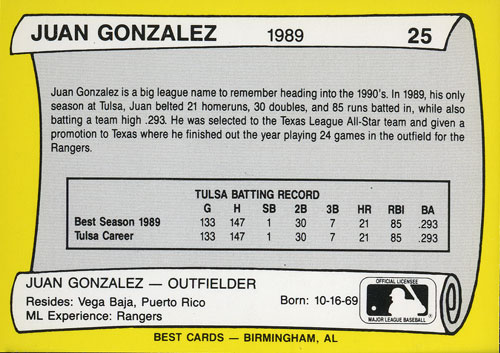 JUAN GONZALEZ 1989 25
Juan Gonzalez is a big league name to remember heading into the 1990's. In 1989, his only
season at Tulsa, Juan belted 21 homeruns, 30 doubles, and 85 runs batted in, while also
batting a team high .293. He was selected to the Texas League All-Star team and given a
promotion to Texas where he finished out the year playing 24 games in the outfield for the
Rangers.
TULSA BATTING RECORD
G H SB 2B 3B HR RBI BA
Best Season 1989 133 147 1 30 7 21 85 .293
Tulsa Career 133 147 1 30 7 21 85 .293
JUAN GONZALEZ — OUTFIELDER
Resides: Vega Baja, Puerto Rico Born: 10-16-69
ML Experience: Rangers
OFFICIAL LICENSEE
MAJOR LEAGUE BASEBALL
BEST CARDS — BIRMINGHAM, AL